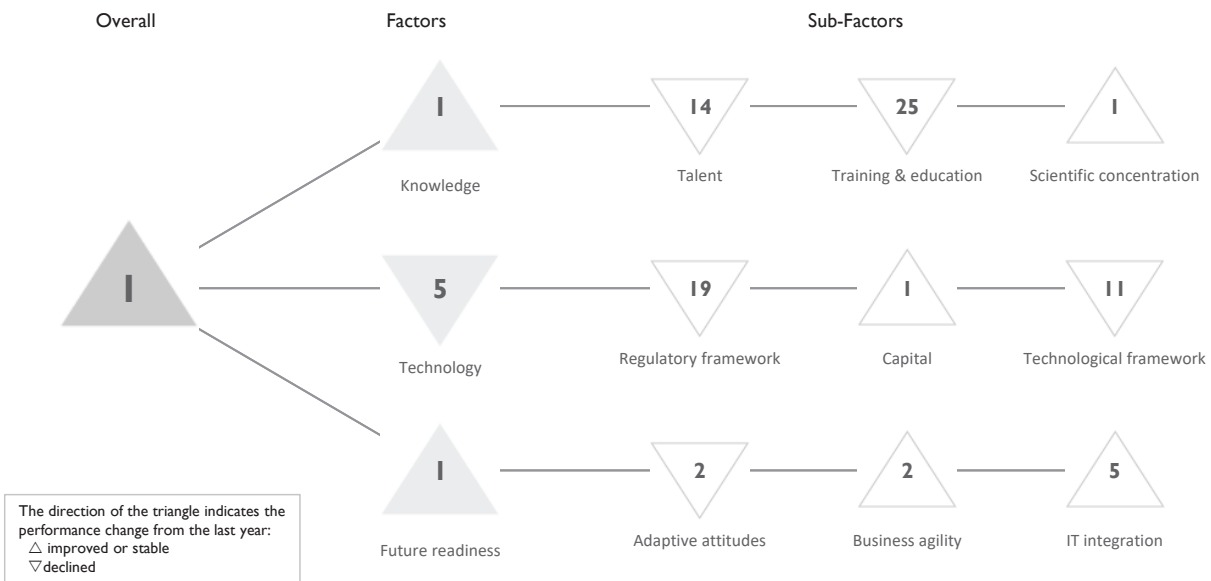 Overall
Factors
Sub-Factors
1
1
Knowledge
14
Talent
25
Training & education
1
Scientific concentration
5
Technology
19
Regulatory framework
1
Capital
11
Technological framework
1
Future readiness
2
Adaptive attitudes
2
Business agility
5
IT integration
The direction of the triangle indicates the
performance change from the last year:
△ improved or stable
▽ declined